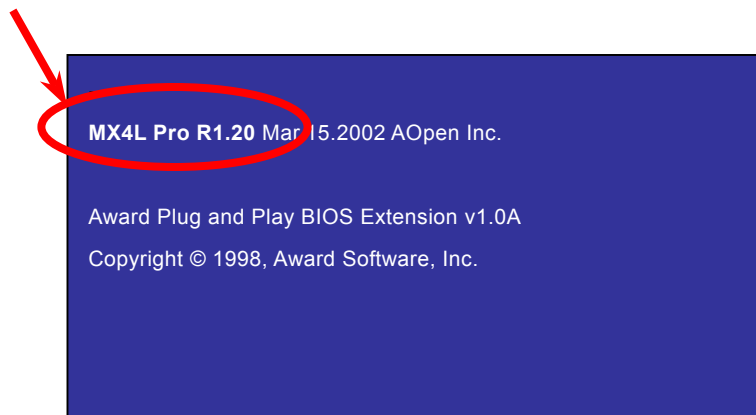 MX4L Pro R1.20 Mar.15.2002 AOpen Inc.
Award Plug and Play BIOS Extension v1.0A
Copyright © 1998, Award Software, Inc.